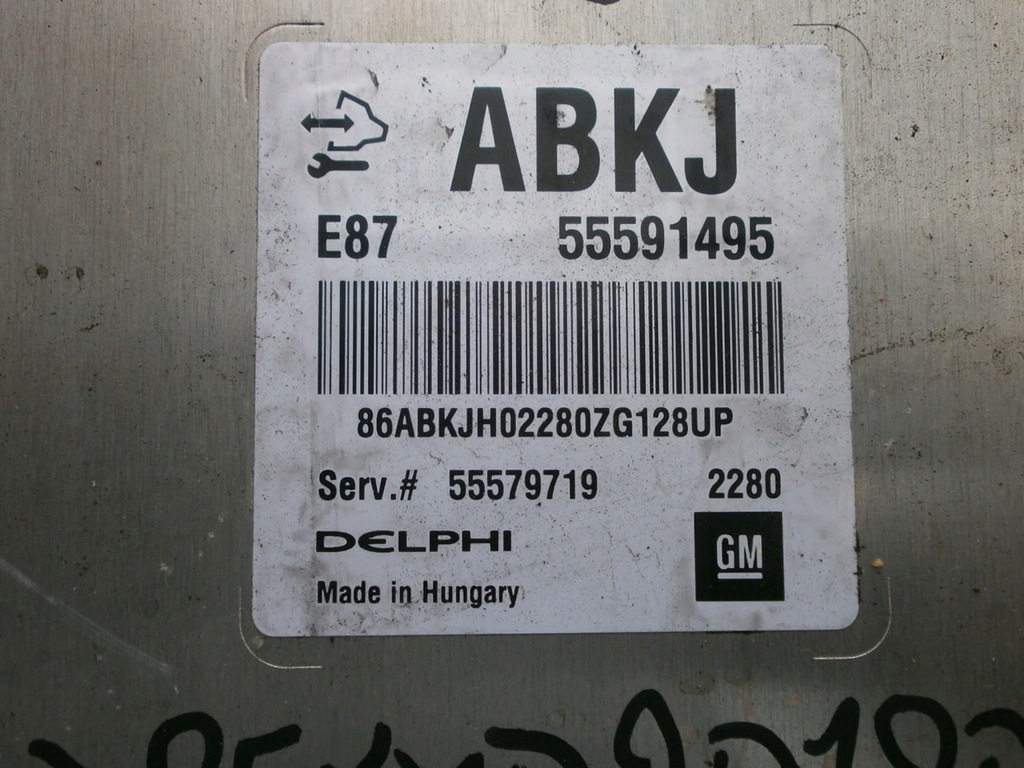 ABKJ
E87 55591495
86ABKJH02280ZG128UP
Serv.# 55579719 2280
DELPHI
GM
Made in Hungary